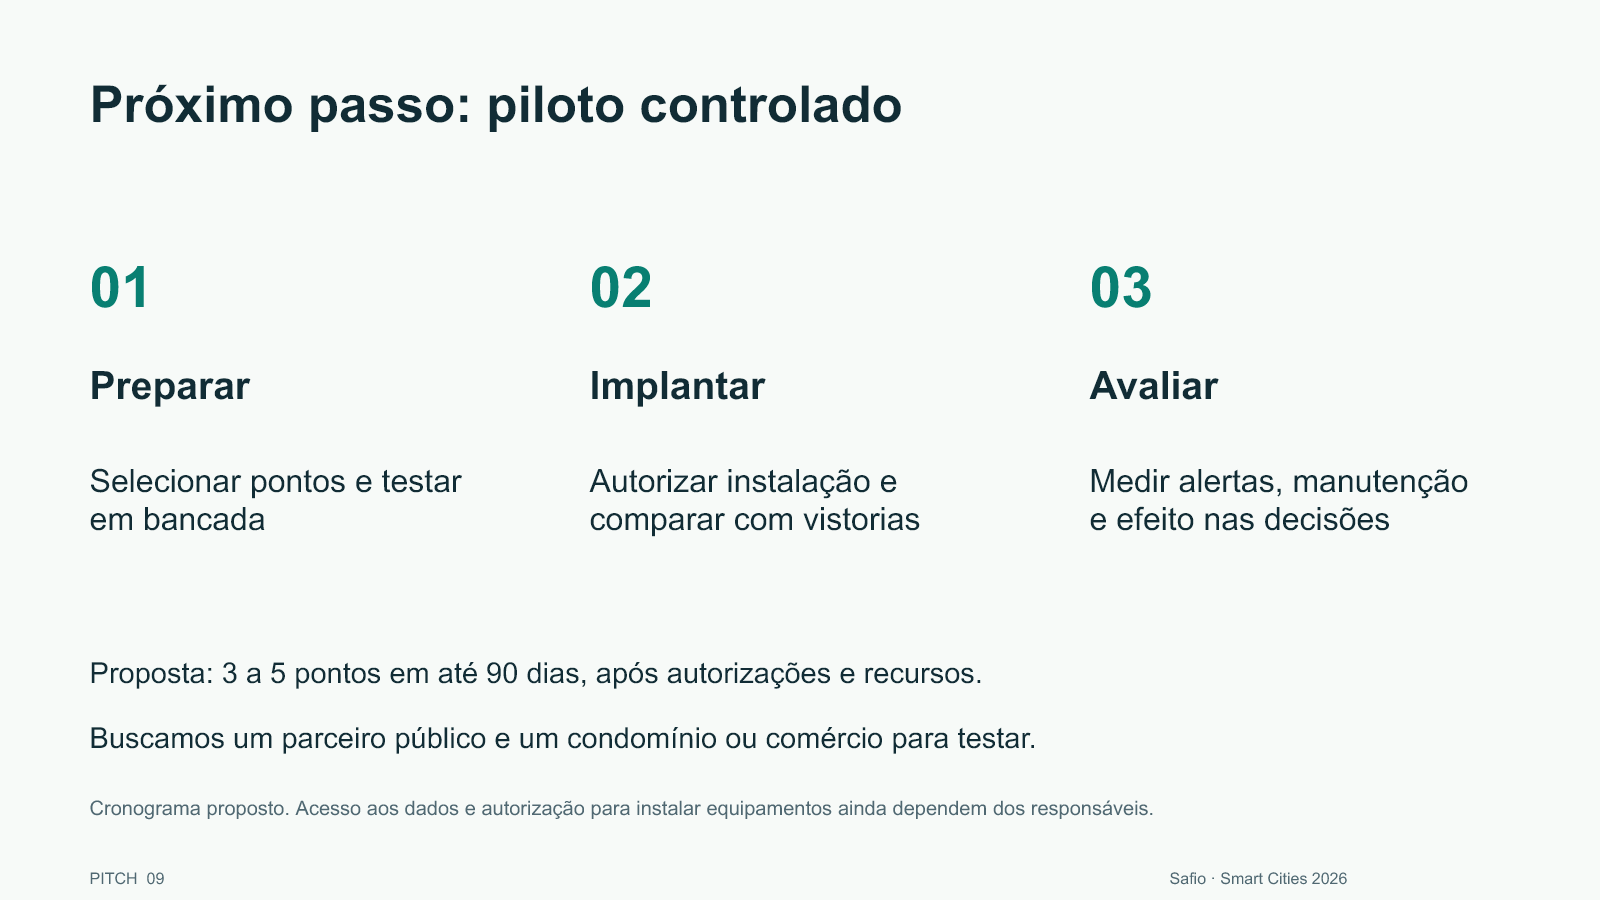 Próximo passo: piloto controlado
01
Preparar
Selecionar pontos e testar
em bancada
02
Implantar
Autorizar instalação e
comparar com vistorias
03
Avaliar
Medir alertas, manutenção
e efeito nas decisões
Proposta: 3 a 5 pontos em até 90 dias, após autorizações e recursos.
Buscamos um parceiro público e um condomínio ou comércio para testar.
Cronograma proposto. Acesso aos dados e autorização para instalar equipamentos ainda dependem dos responsáveis.
PITCH 09
Safio · Smart Cities 2026